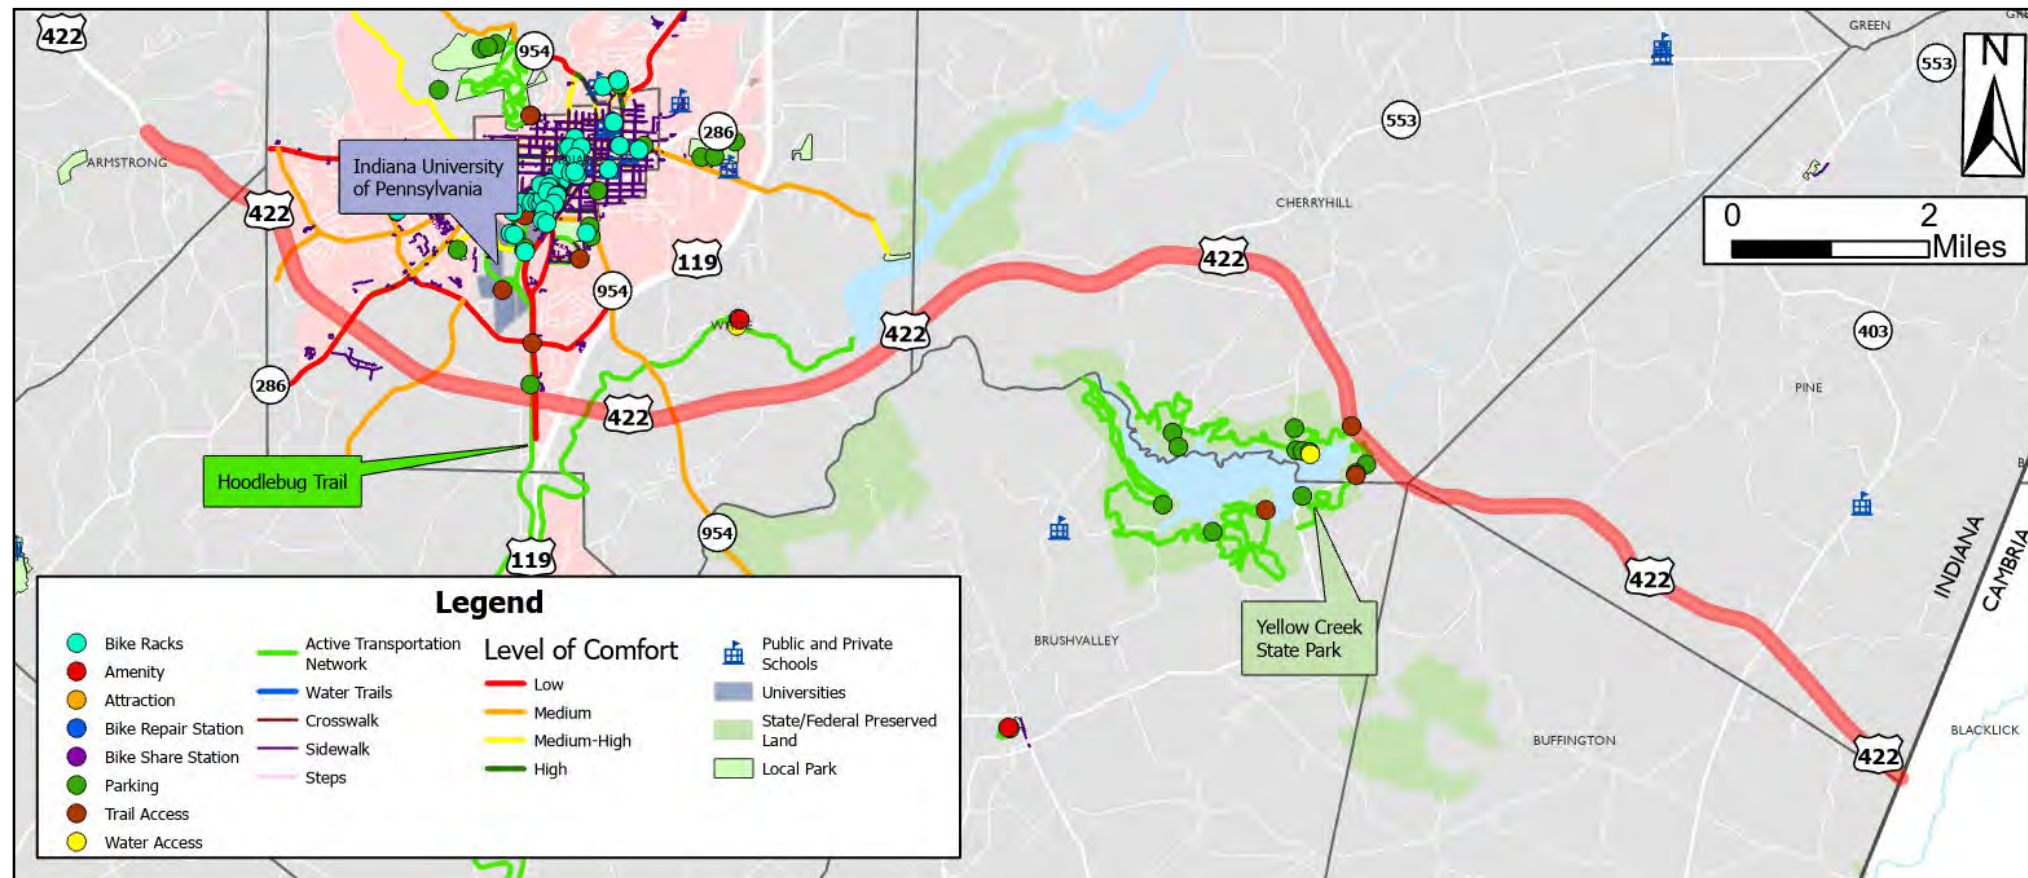 422
954
GREEN
553
N
553
286
ARMSTRONG
Indiana University
of Pennsylvania
0 2
Miles
CHERRYHILL
422
119
422
954
WHITE
422
403
286
422
PINE
Hoodlebug Trail
954
119
INDIANA
CAMBRIA
422
Yellow Creek
State Park
BRUSHVALLEY
BUFFINGTON
BLACKLICK
422
Legend
Bike Racks
Amenity
Attraction
Bike Repair Station
Bike Share Station
Parking
Trail Access
Water Access
Active Transportation
Network
Water Trails
Crosswalk
Sidewalk
Steps
Level of Comfort
Low
Medium
Medium-High
High
Public and Private
Schools
Universities
State/Federal Preserved
Land
Local Park